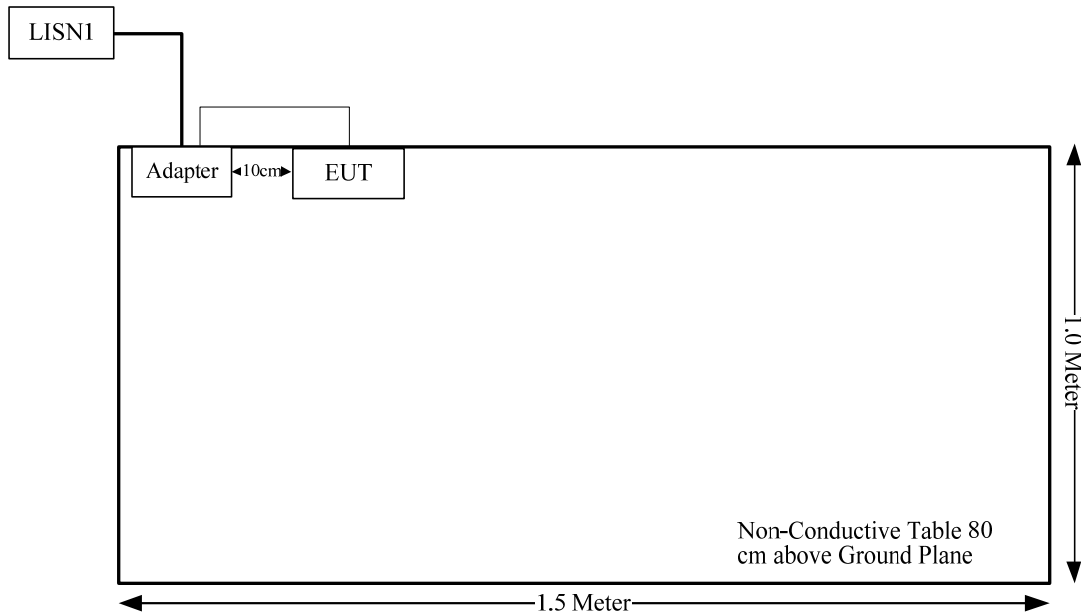 LISN1
Adapter
10cm
EUT
1.0 Meter
Non-Conductive Table 80
cm above Ground Plane
1.5 Meter